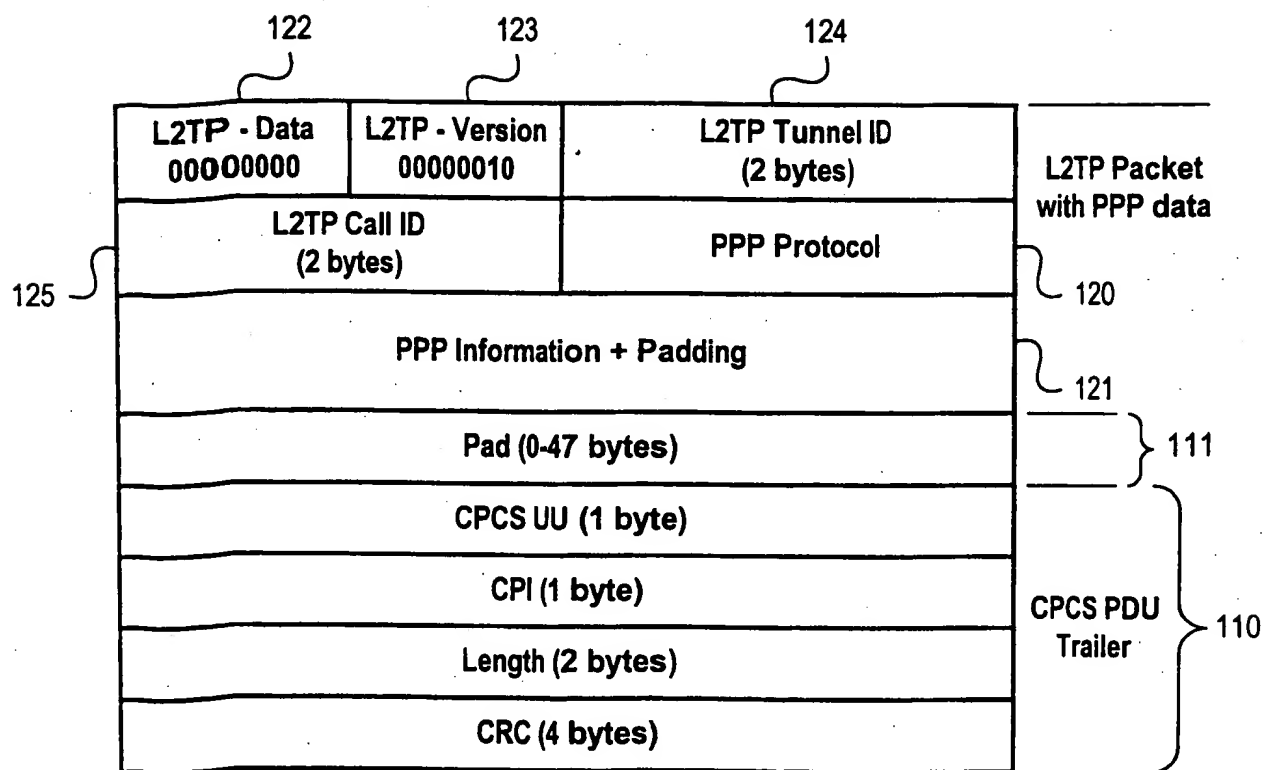 122
123
124
L2TP - Data
00000000
L2TP - Version
00000010
L2TP Tunnel ID
(2 bytes)
L2TP Packet
with PPP data
L2TP Call ID
(2 bytes)
PPP Protocol
125
120
PPP Information + Padding
121
Pad (0-47 bytes)
111
CPCS UU (1 byte)
CPI (1 byte)
CPCS PDU
Trailer
110
Length (2 bytes)
CRC (4 bytes)